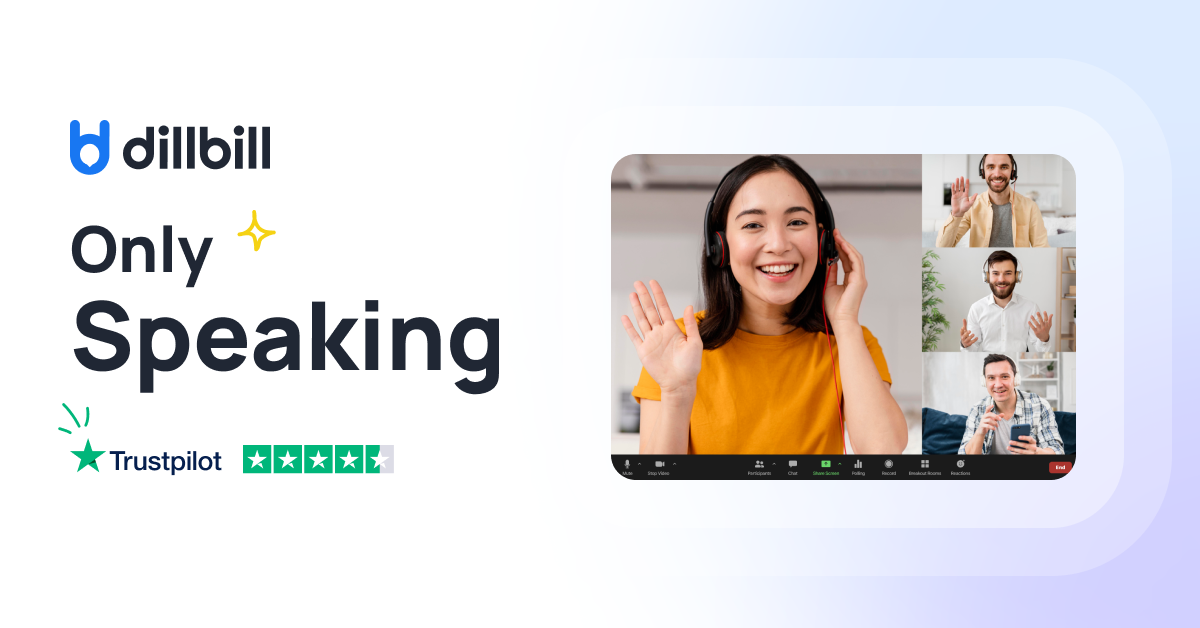 dillbill
Only
Speaking
Trustpilot
Mute Stop Video Participants Chat Share Screen Polling Record Breakout Rooms Reactions End